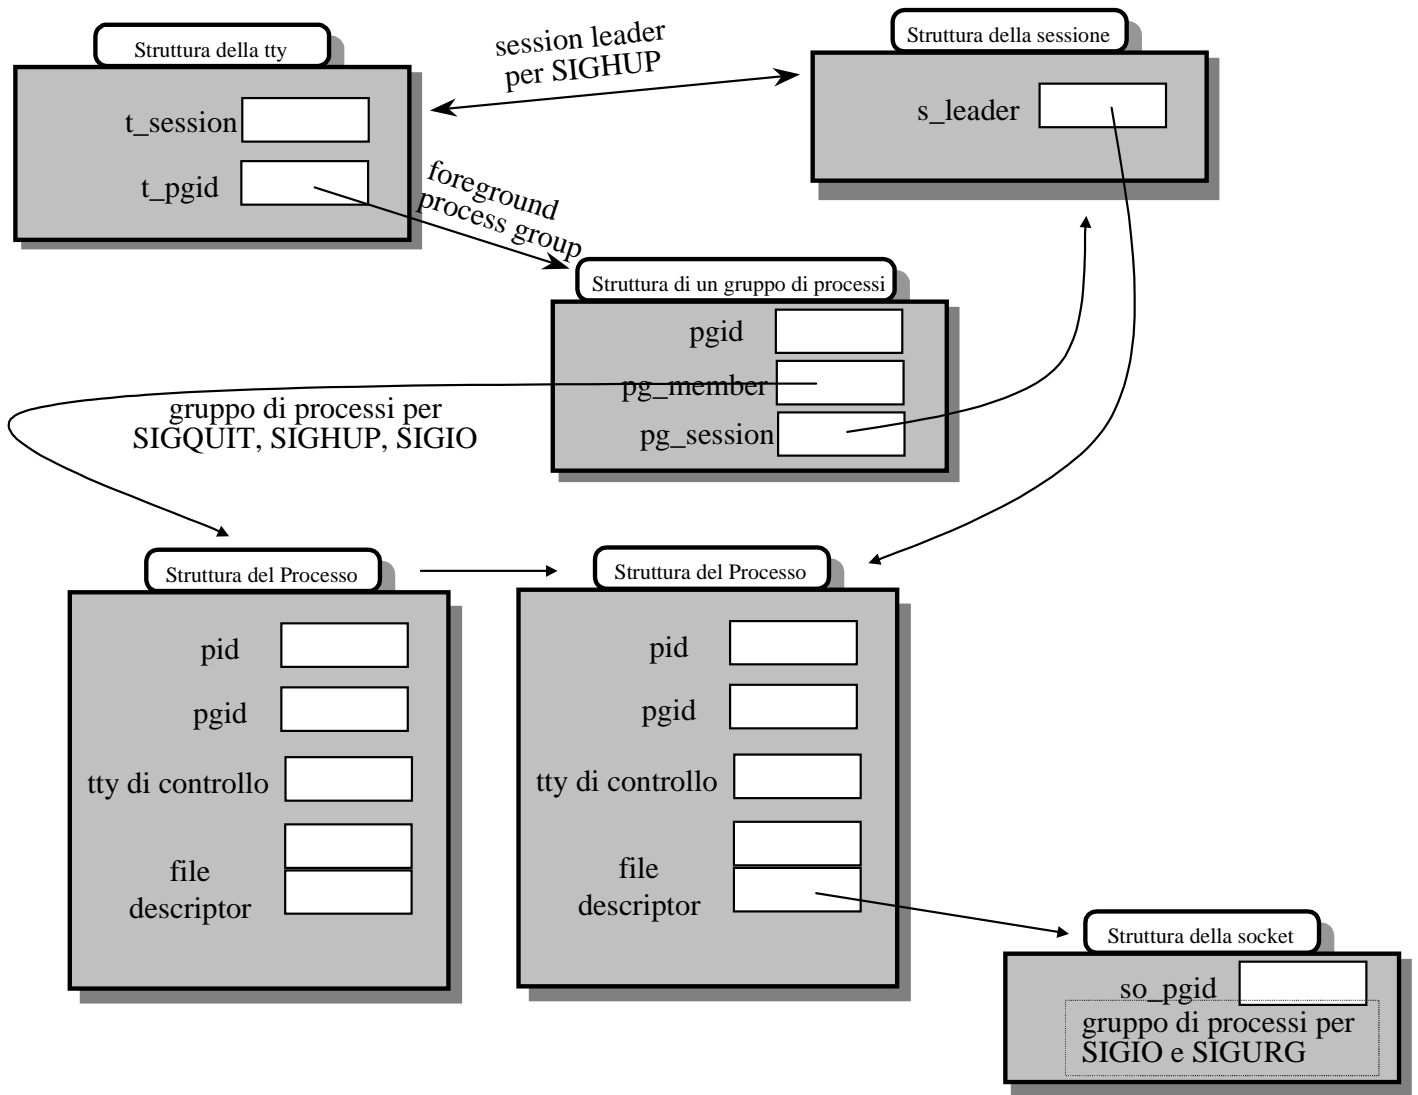 Struttura della tty
t_session
t_pgid
session leader
per SIGHUP
Struttura della sessione
s_leader
foreground
process group
Struttura di un gruppo di processi
pgid
pg_member
pg_session
gruppo di processi per
SIGQUIT, SIGHUP, SIGIO
Struttura del Processo
pid
pgid
tty di controllo
file
descriptor
Struttura del Processo
pid
pgid
tty di controllo
file
descriptor
Struttura della socket
so_pgid
gruppo di processi per
SIGIO e SIGURG